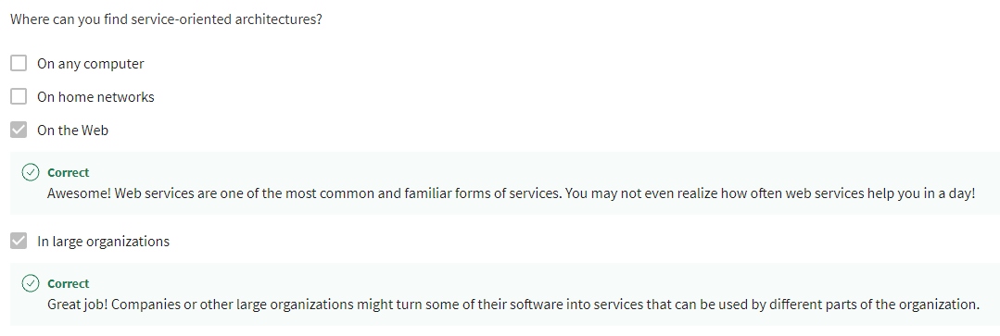 Where can you find service-oriented architectures?
On any computer
On home networks
On the Web
Correct
Awesome! Web services are one of the most common and familiar forms of services. You may not even realize how often web services help you in a day!
In large organizations
Correct
Great job! Companies or other large organizations might turn some of their software into services that can be used by different parts of the organization.